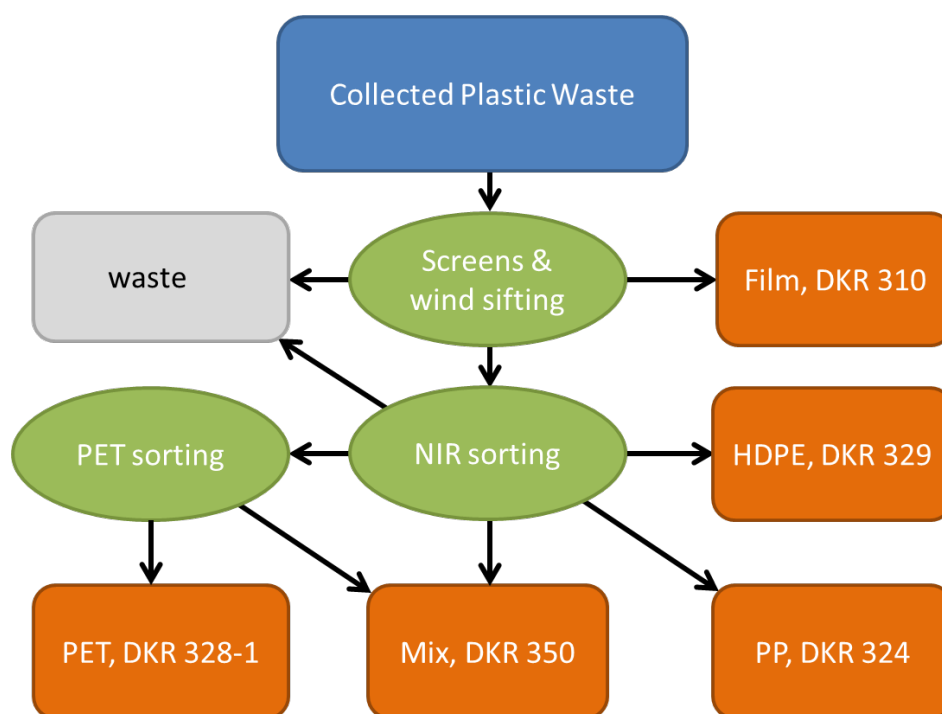 Collected Plastic Waste
waste
Screens &
wind sifting
Film, DKR 310
PET sorting
NIR sorting
HDPE, DKR 329
PET, DKR 328-1
Mix, DKR 350
PP, DKR 324